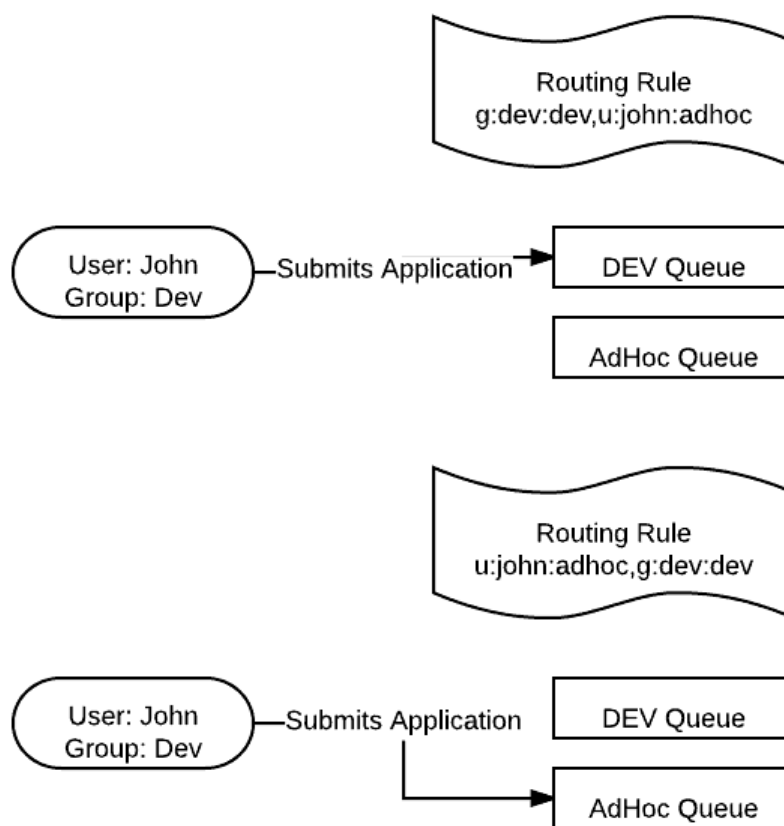 Routing Rule
g:dev:dev,u:john:adhoc
User: John
Group: Dev
Submits Application
DEV Queue
AdHoc Queue
Routing Rule
u:john:adhoc,g:dev:dev
User: John
Group: Dev
Submits Application
DEV Queue
AdHoc Queue